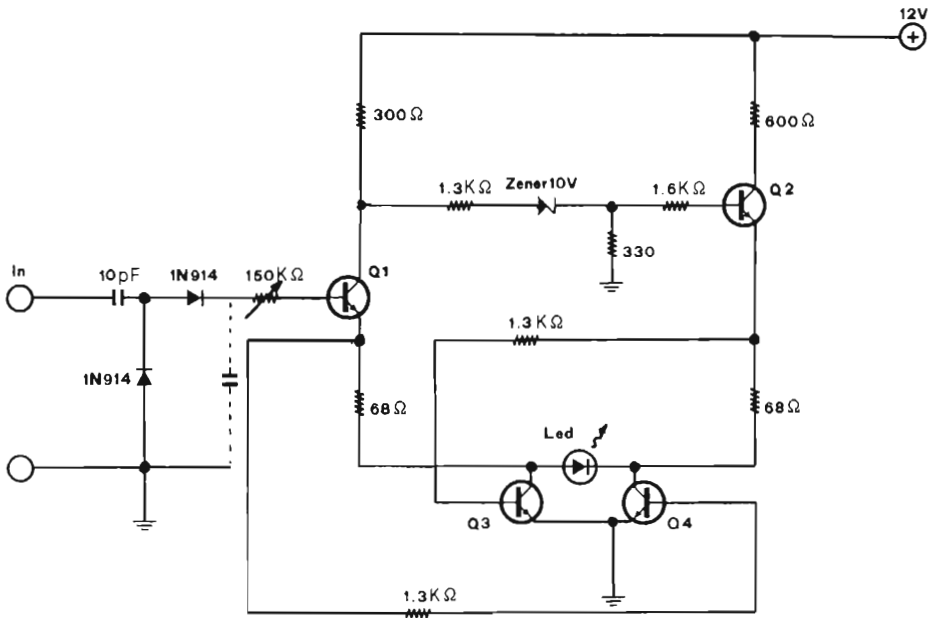 12V
300Ω
600Ω
1.3KΩ
Zener10V
1.6KΩ
Q2
330
In
10pF
1N914
150KΩ
Q1
1.3KΩ
1N914
68Ω
68Ω
Led
Q3
Q4
1.3KΩ